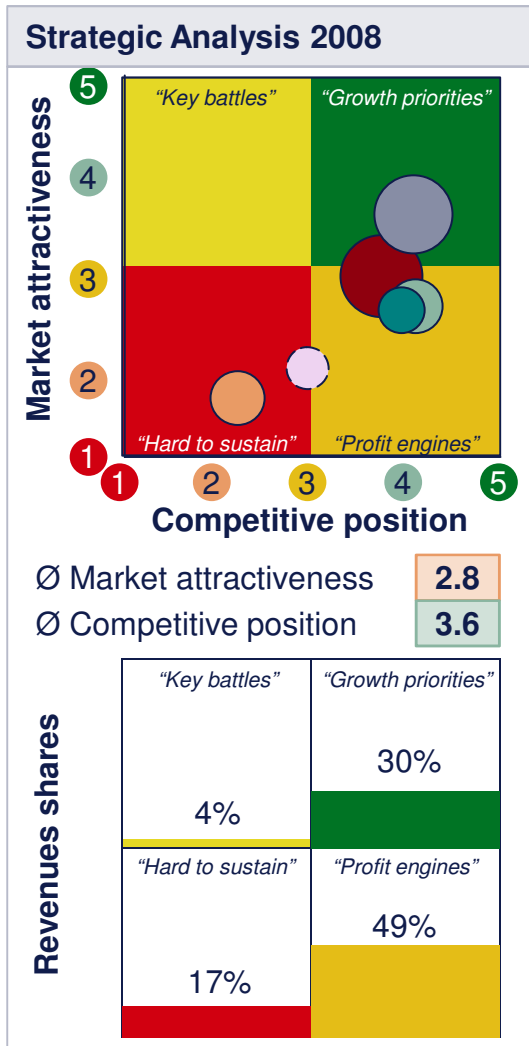 Strategic Analysis 2008
Market attractiveness
5
4
3
2
1
“Key battles”
“Growth priorities”
“Hard to sustain”
“Profit engines”
1
2
3
4
5
Competitive position
Ø Market attractiveness 2.8
Ø Competitive position 3.6
Revenues shares
“Key battles”
“Growth priorities”
4%
30%
“Hard to sustain”
“Profit engines”
17%
49%